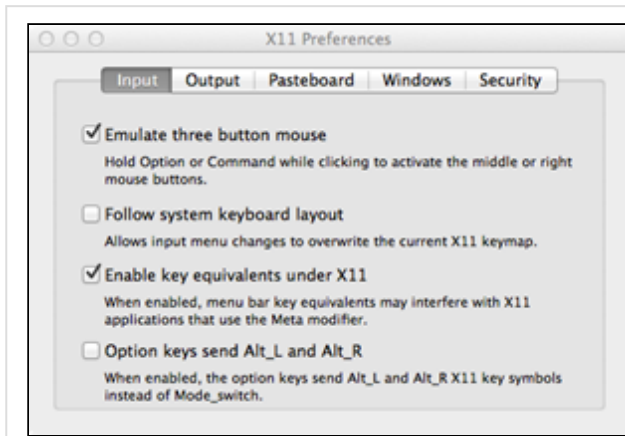 X11 Preferences
Input Output Pasteboard Windows Security
Emulate three button mouse
Hold Option or Command while clicking to activate the middle or right
mouse buttons.
Follow system keyboard layout
Allows input menu changes to overwrite the current X11 keymap.
Enable key equivalents under X11
When enabled, menu bar key equivalents may interfere with X11
applications that use the Meta modifier.
Option keys send Alt_L and Alt_R
When enabled, the option keys send Alt_L and Alt_R X11 key symbols
instead of Mode_switch.